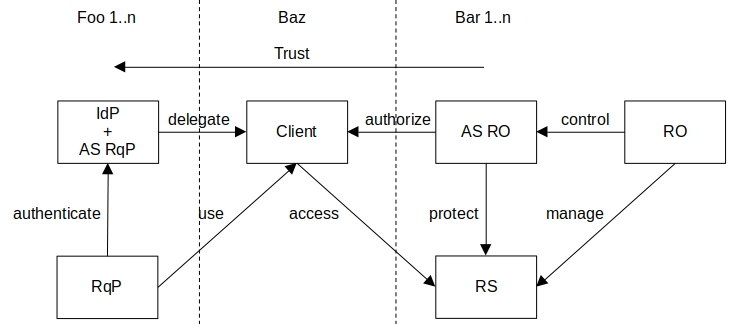 Foo 1..n
Baz
Bar 1..n
Trust
IdP
+
AS RqP
delegate
Client
authorize
AS RO
control
RO
authenticate
use
access
protect
manage
RqP
RS